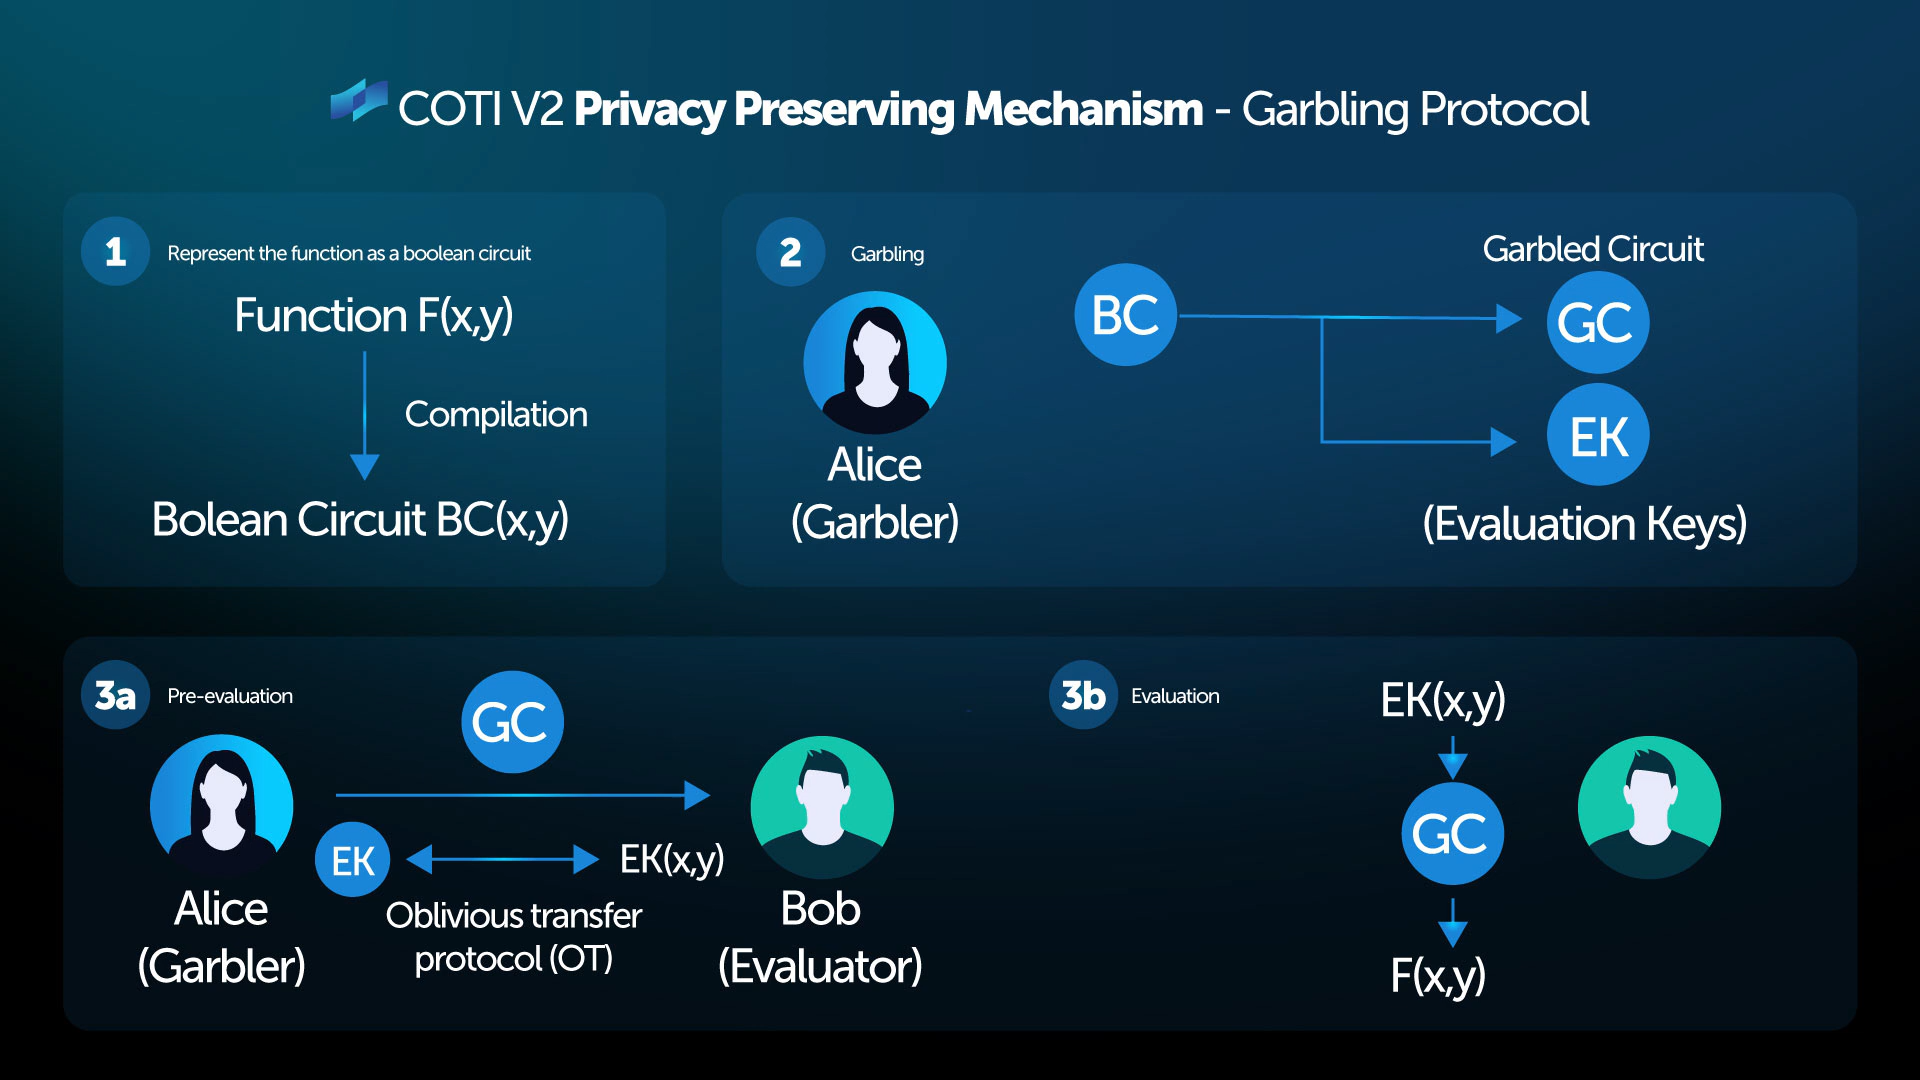 COTI V2 Privacy Preserving Mechanism - Garbling Protocol
1
Represent the function as a boolean circuit
Function F(x,y)
Compilation
Bolean Circuit BC(x,y)
2
Garbling
Alice
(Garbler)
BC
Garbled Circuit
GC
EK
(Evaluation Keys)
3a
Pre-evaluation
GC
EK
EK(x,y)
Oblivious transfer
protocol (OT)
Alice
(Garbler)
Bob
(Evaluator)
3b
Evaluation
EK(x,y)
GC
F(x,y)